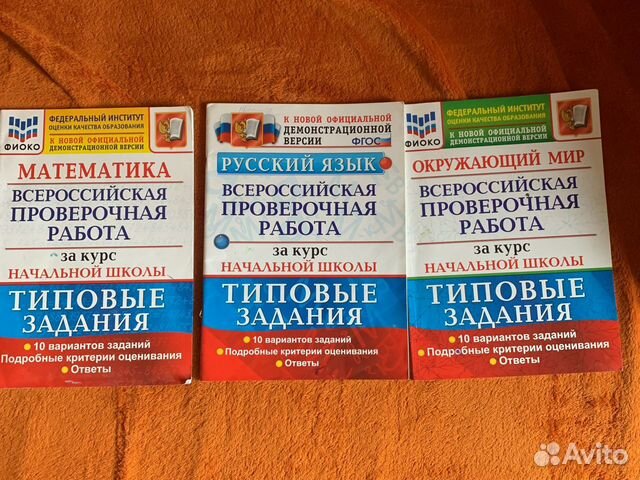 ФИОКО
ФЕДЕРАЛЬНЫЙ ИНСТИТУТ
ОЦЕНКИ КАЧЕСТВА ОБРАЗОВАНИЯ
К НОВОЙ ОФИЦИАЛЬНОЙ
ДЕМОНСТРАЦИОННОЙ ВЕРСИИ
МАТЕМАТИКА
ВСЕРОССИЙСКАЯ
ПРОВЕРОЧНАЯ
РАБОТА
за курс
НАЧАЛЬНОЙ ШКОЛЫ
ТИПОВЫЕ
ЗАДАНИЯ
10 вариантов заданий
Подробные критерии оценивания
Ответы
К НОВОЙ ОФИЦИАЛЬНОЙ
ДЕМОНСТРАЦИОННОЙ
ВЕРСИИ ФГОС
РУССКИЙ ЯЗЫК
ВСЕРОССИЙСКАЯ
ПРОВЕРОЧНАЯ
РАБОТА
за курс
НАЧАЛЬНОЙ ШКОЛЫ
ТИПОВЫЕ
ЗАДАНИЯ
10 вариантов заданий
Подробные критерии оценивания
Ответы
ФИОКО
ФЕДЕРАЛЬНЫЙ ИНСТИТУТ
ОЦЕНКИ КАЧЕСТВА ОБРАЗОВАНИЯ
К НОВОЙ ОФИЦИАЛЬНОЙ
ДЕМОНСТРАЦИОННОЙ ВЕРСИИ
ОКРУЖАЮЩИЙ МИР
ВСЕРОССИЙСКАЯ
ПРОВЕРОЧНАЯ
РАБОТА
за курс
НАЧАЛЬНОЙ ШКОЛЫ
ТИПОВЫЕ
ЗАДАНИЯ
10 вариантов заданий
Подробные критерии оценивания
Ответы
Avito